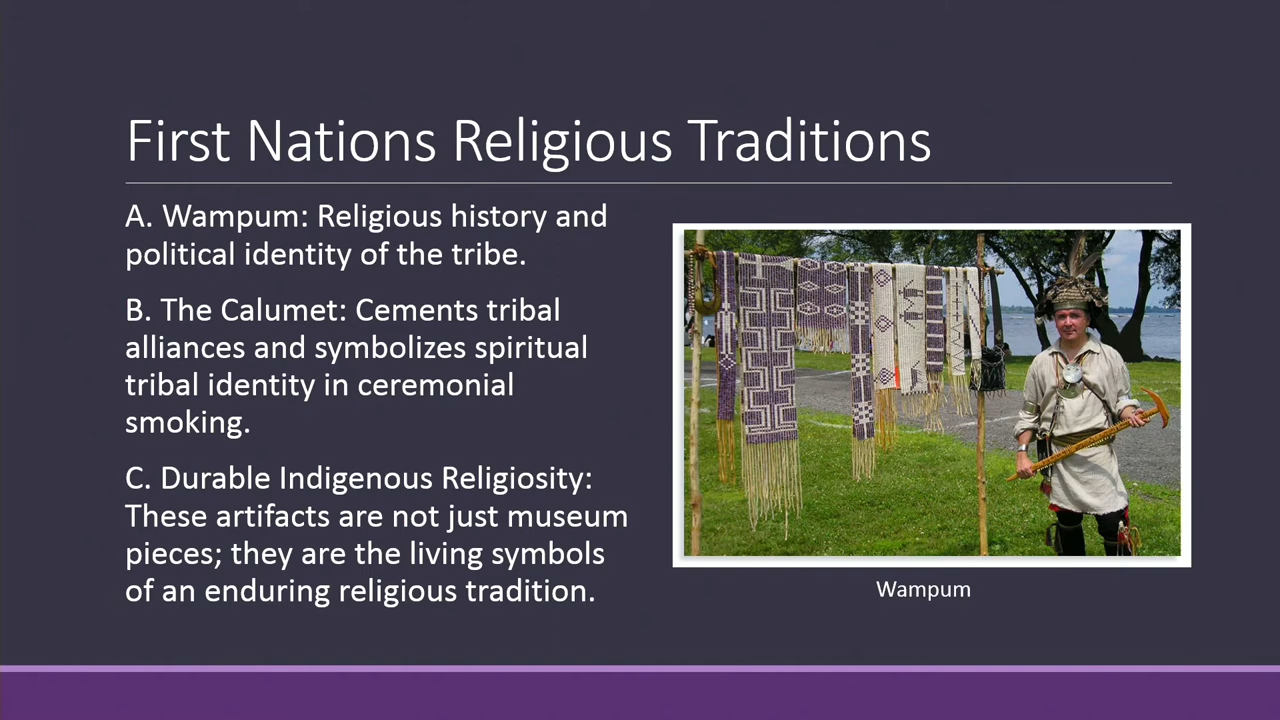 First Nations Religious Traditions
A. Wampum: Religious history and
political identity of the tribe.
B. The Calumet: Cements tribal
alliances and symbolizes spiritual
tribal identity in ceremonial
smoking.
C. Durable Indigenous Religiosity:
These artifacts are not just museum
pieces; they are the living symbols
of an enduring religious tradition.
Wampum